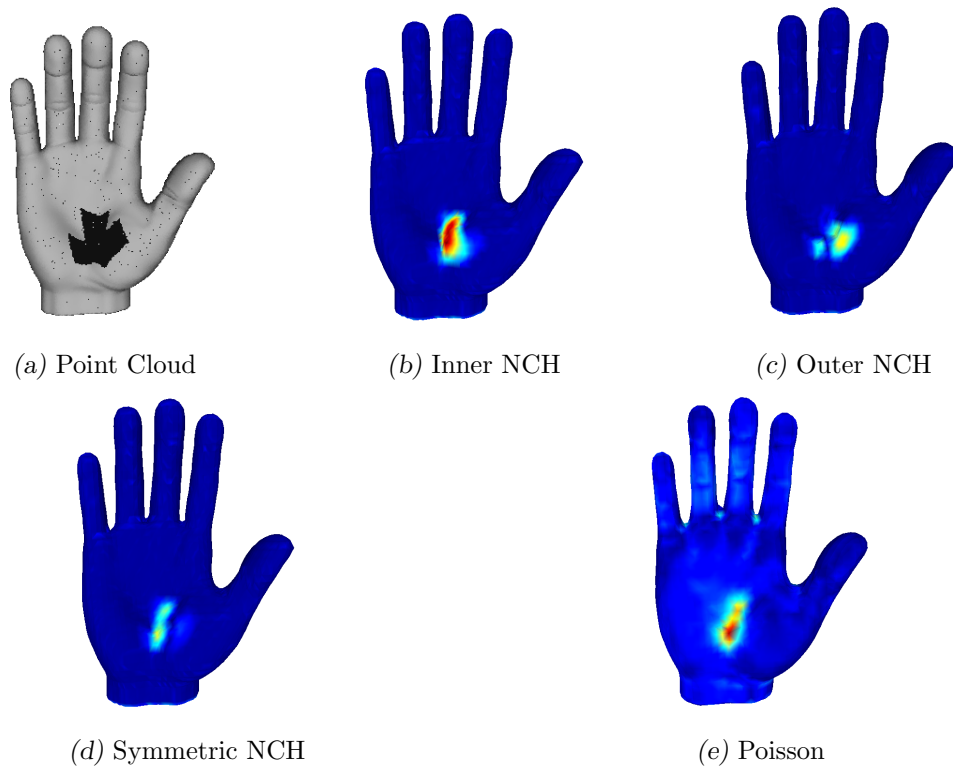 (a) Point Cloud
(b) Inner NCH
(c) Outer NCH
(d) Symmetric NCH
(e) Poisson